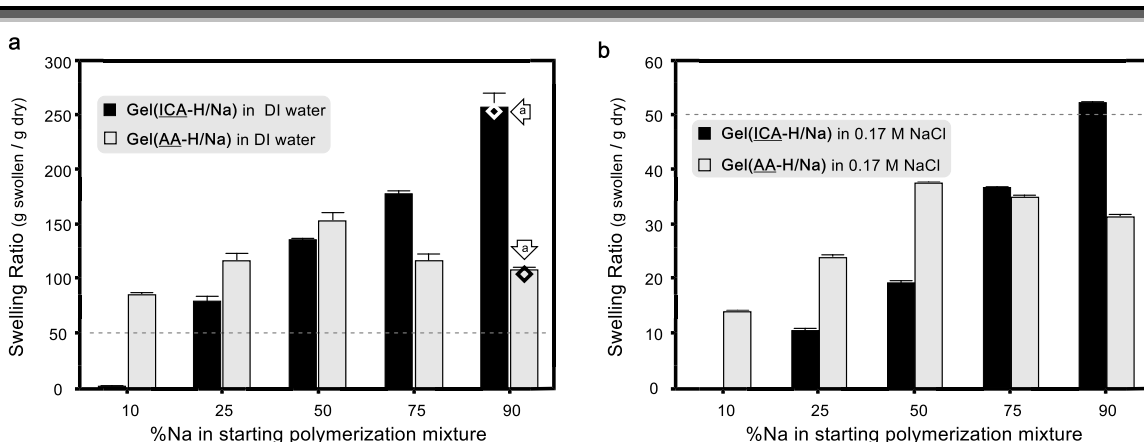 a
300
250
200
150
100
50
0
Swelling Ratio (g swollen / g dry)
Gel(ICA-H/Na) in DI water
Gel(AA-H/Na) in DI water
a
a
10 25 50 75 90
%Na in starting polymerization mixture
b
60
50
40
30
20
10
0
Swelling Ratio (g swollen / g dry)
Gel(ICA-H/Na) in 0.17 M NaCl
Gel(AA-H/Na) in 0.17 M NaCl
10 25 50 75 90
%Na in starting polymerization mixture